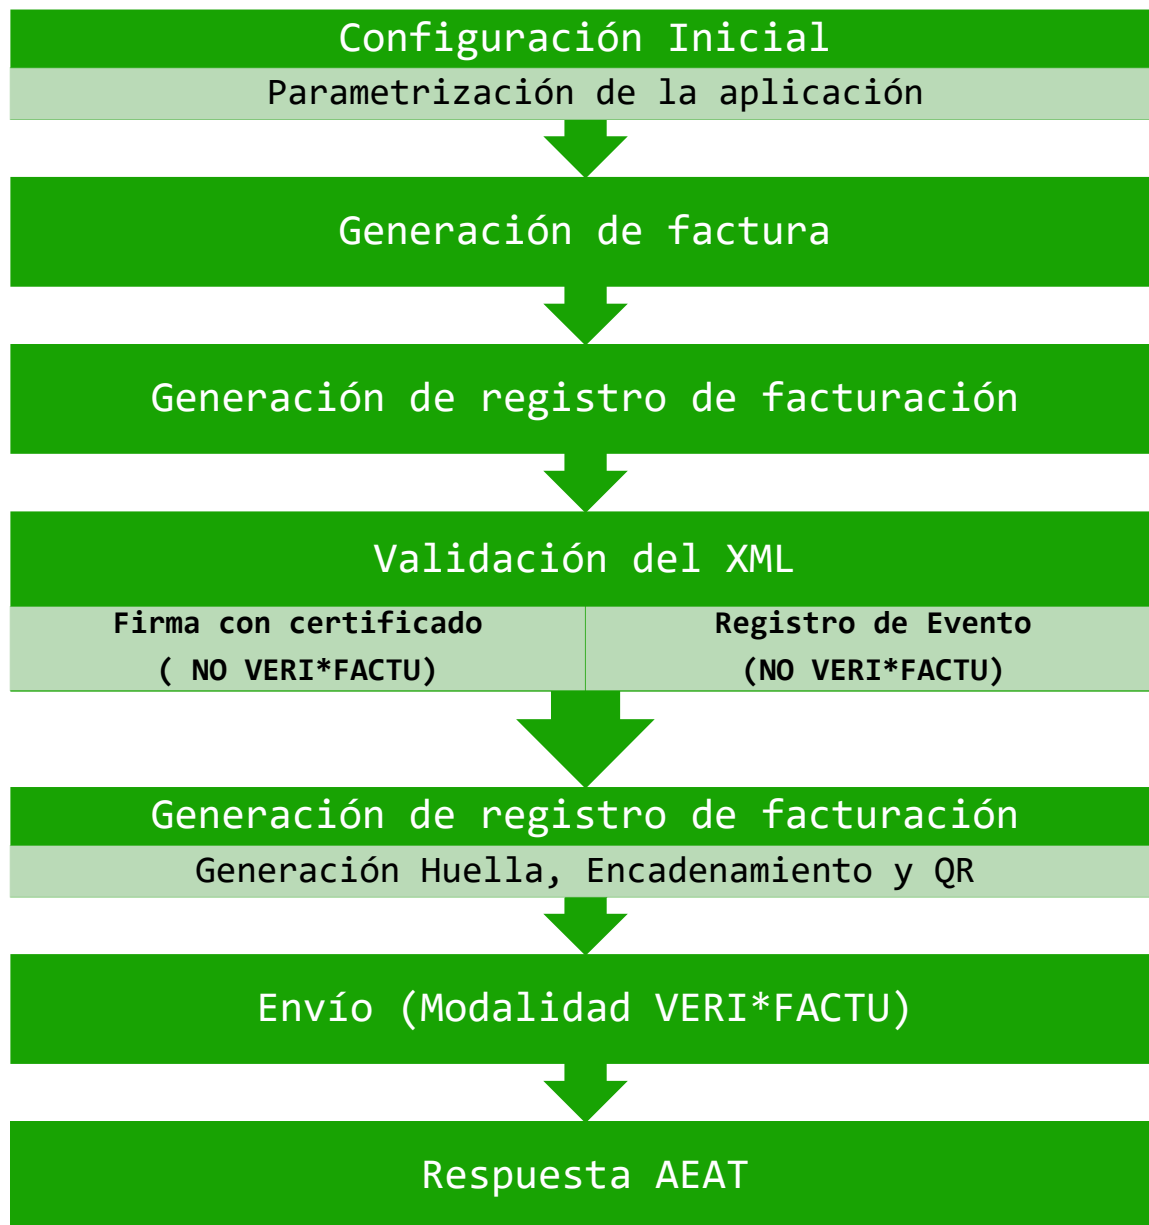 Configuración Inicial
Parametrización de la aplicación
Generación de factura
Generación de registro de facturación
Validación del XML
Firma con certificado
( NO VERI*FACTU)
Registro de Evento
(NO VERI*FACTU)
Generación de registro de facturación
Generación Huella, Encadenamiento y QR
Envío (Modalidad VERI*FACTU)
Respuesta AEAT